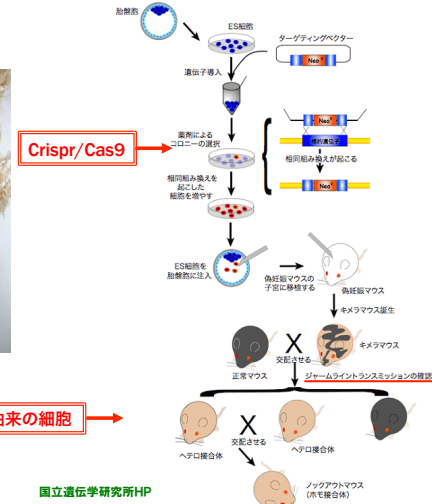 胚盤胞
ES細胞
ターゲティングベクター
Neo
遺伝子導入
Crispr/Cas9
薬剤による
コロニーの選択
Neo
標的遺伝子
相同組み換えが起こる
相同組み換えを
起こした
細胞を増やす
Neo
ES細胞を
胚盤胞に注入
偽妊娠マウスの
子宮に移植する
偽妊娠マウス
キメラマウス誕生
X
交配させる
正常マウス
キメラマウス
ジャームライントランスミッションの確認
由来の細胞
X
交配させる
ヘテロ接合体
ヘテロ接合体
国立遺伝学研究所HP
ノックアウトマウス
(ホモ接合体)